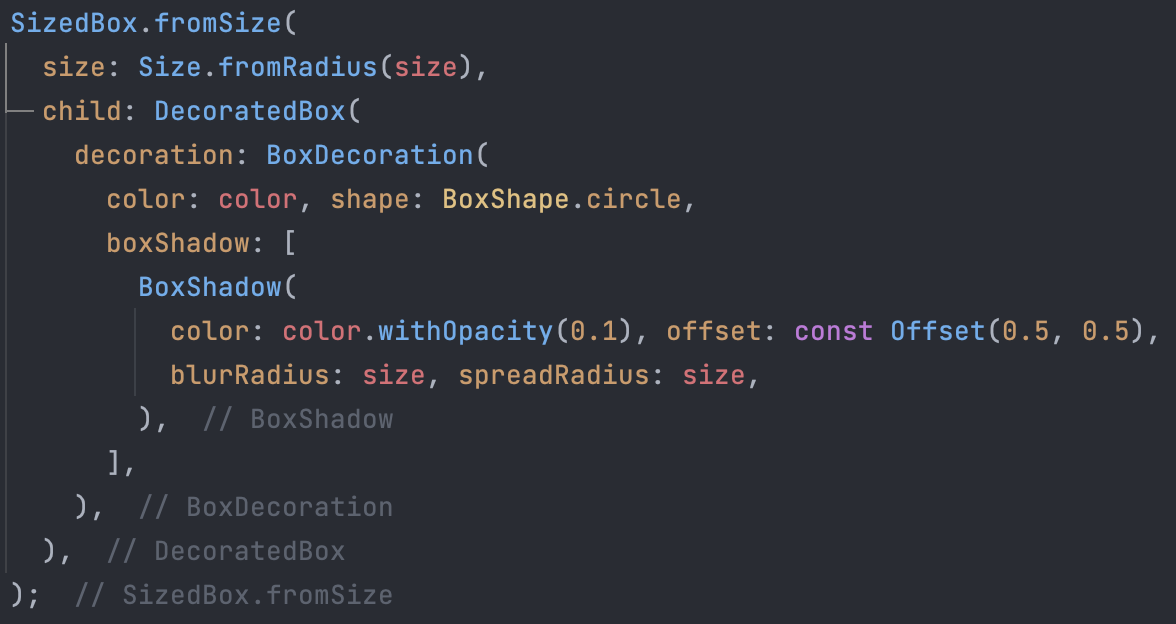 SizedBox.fromSize(
  size: Size.fromRadius(size),
  child: DecoratedBox(
    decoration: BoxDecoration(
      color: color, shape: BoxShape.circle,
      boxShadow: [
        BoxShadow(
          color: color.withOpacity(0.1), offset: const Offset(0.5, 0.5),
          blurRadius: size, spreadRadius: size,
        ),  // BoxShadow
      ],
    ),  // BoxDecoration
  ),  // DecoratedBox
);  // SizedBox.fromSize